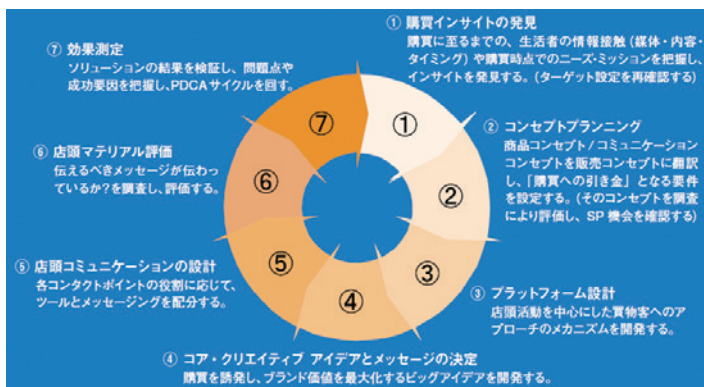 ① 購買インサイトの発見
購買に至るまでの、生活者の情報接触(媒体・内容・
タイミング)や購買時点でのニーズ・ミッションを把握し、
インサイトを発見する。(ターゲット設定を再確認する)
② コンセプトプランニング
商品コンセプト/コミュニケーション
コンセプトを販売コンセプトに翻訳
し、「購買への引き金」となる要件
を設定する。(そのコンセプトを調査
により評価し、SP機会を確認する)
③ プラットフォーム設計
店頭活動を中心にした買物客へのア
プローチのメカニズムを開発する。
④ コア・クリエイティブ アイデアとメッセージの決定
購買を誘発し、ブランド価値を最大化するビッグアイデアを開発する。
⑤ 店頭コミュニケーションの設計
各コンタクトポイントの役割に応じて、
ツールとメッセージングを配分する。
⑥ 店頭マテリアル評価
伝えるべきメッセージが伝わっ
ているか?を調査し、評価する。
⑦ 効果測定
ソリューションの結果を検証し、問題点や
成功要因を把握し、PDCAサイクルを回す。
①
②
③
④
⑤
⑥
⑦